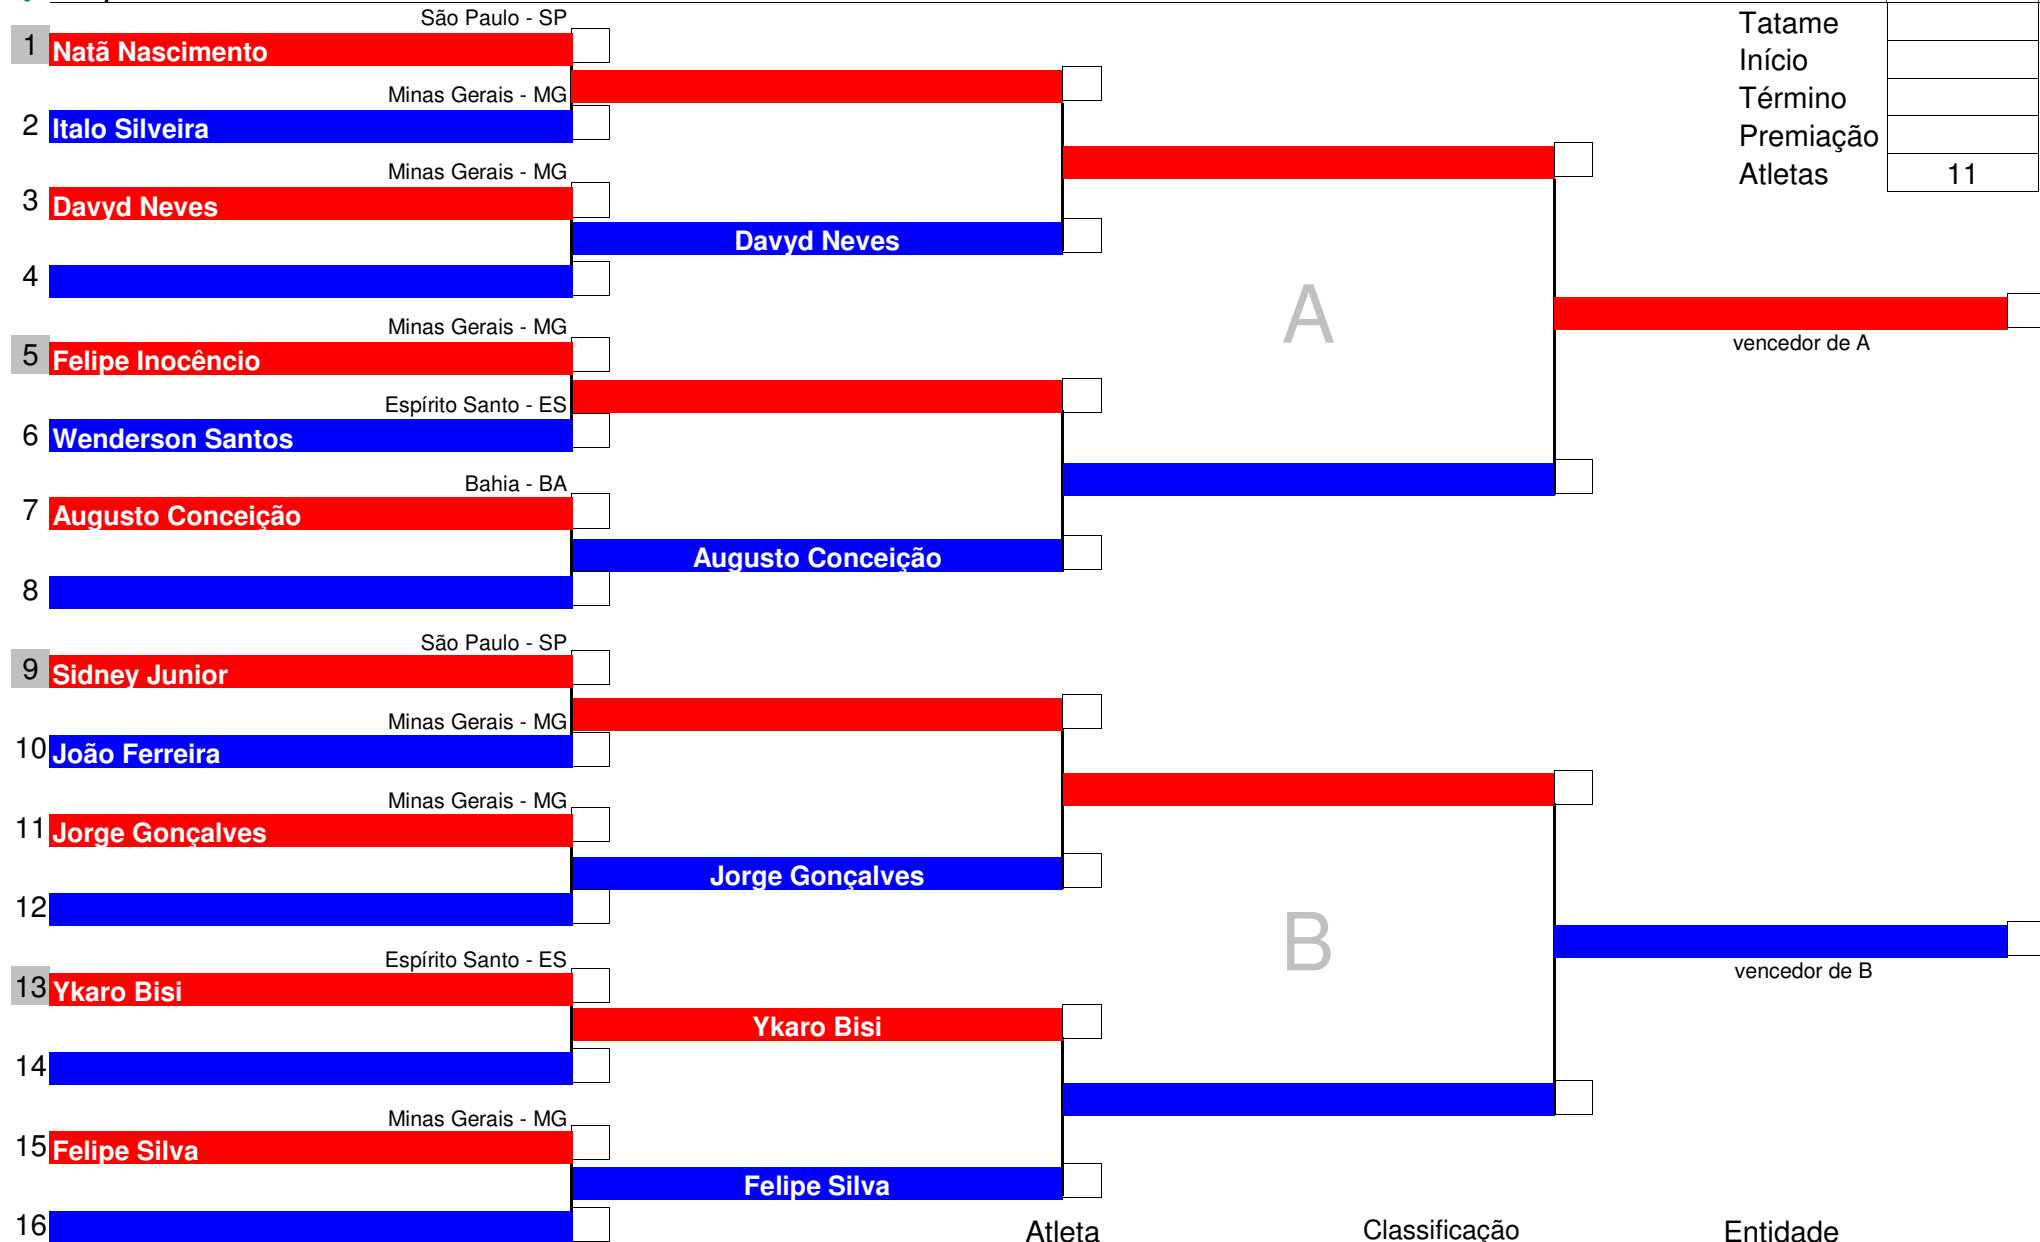 São Paulo - SP
1 Natã Nascimento
Minas Gerais - MG
2 Italo Silveira
Minas Gerais - MG
3 Davyd Neves
Davyd Neves
4
Minas Gerais - MG
5 Felipe Inocêncio
Espírito Santo - ES
6 Wenderson Santos
Bahia - BA
7 Augusto Conceição
Augusto Conceição
8
São Paulo - SP
9 Sidney Junior
Minas Gerais - MG
10 João Ferreira
Minas Gerais - MG
11 Jorge Gonçalves
Jorge Gonçalves
12
Espírito Santo - ES
13 Ykaro Bisi
Ykaro Bisi
14
Minas Gerais - MG
15 Felipe Silva
Felipe Silva
16
A
B
vencedor de A
vencedor de B
Tatame
Início
Término
Premiação
Atletas 11
Atleta Classificação Entidade